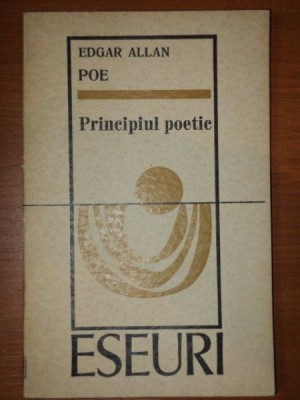 EDGAR ALLAN
POE
Principiul poetic
ESEURI